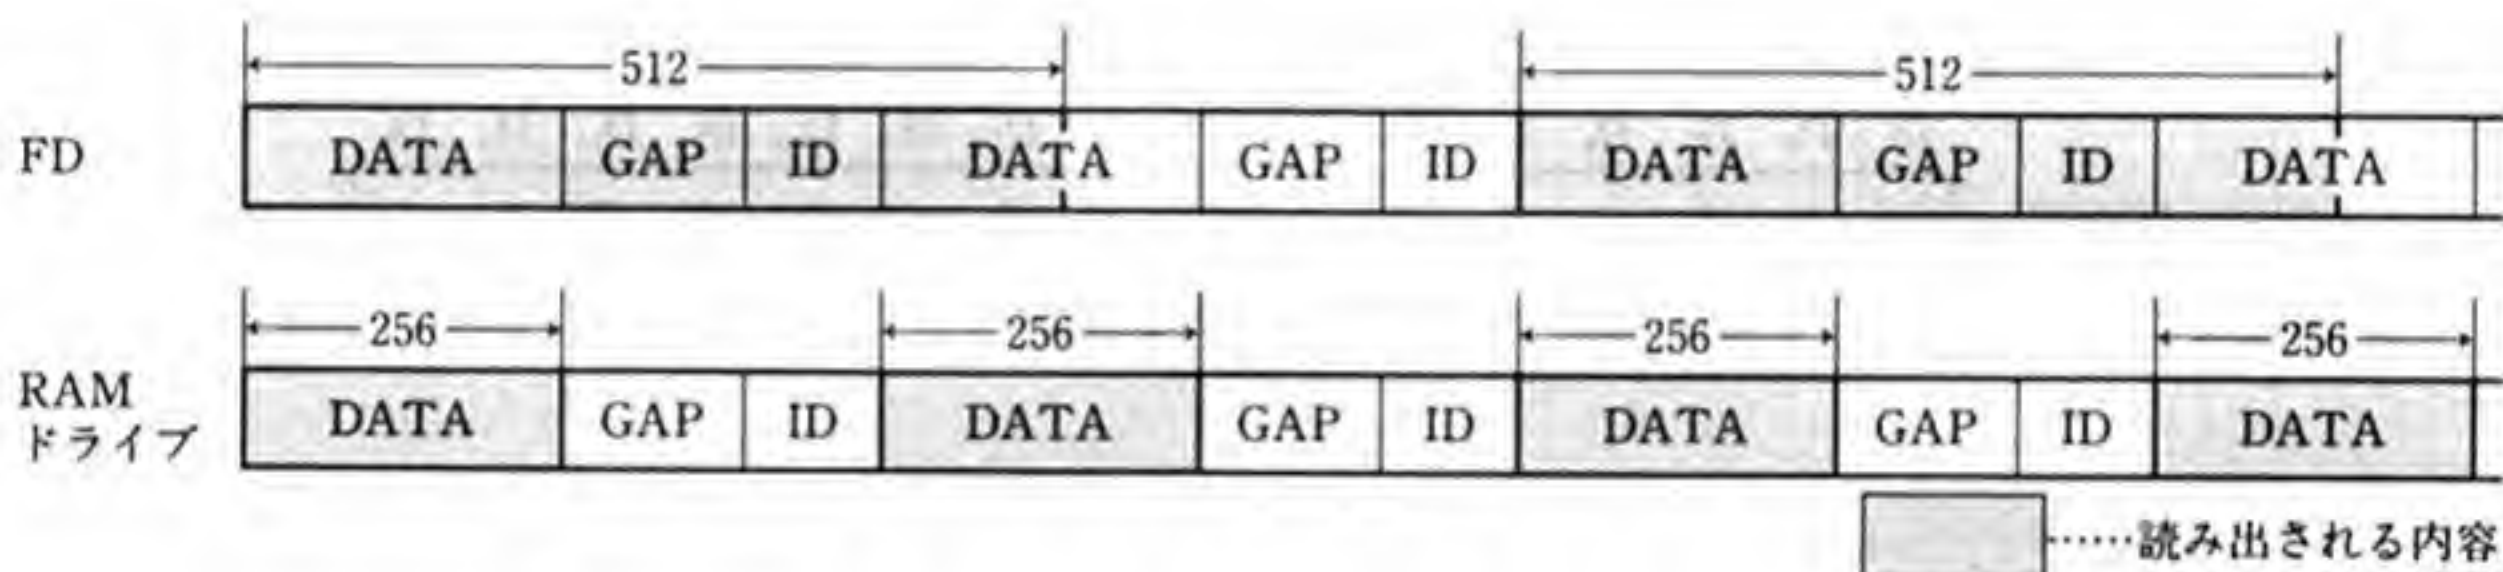 512 512
FD DATA GAP ID DATA GAP ID DATA GAP ID DATA
256 256 256 256
RAM
ドライブ DATA GAP ID DATA GAP ID DATA GAP ID DATA
……読み出される内容